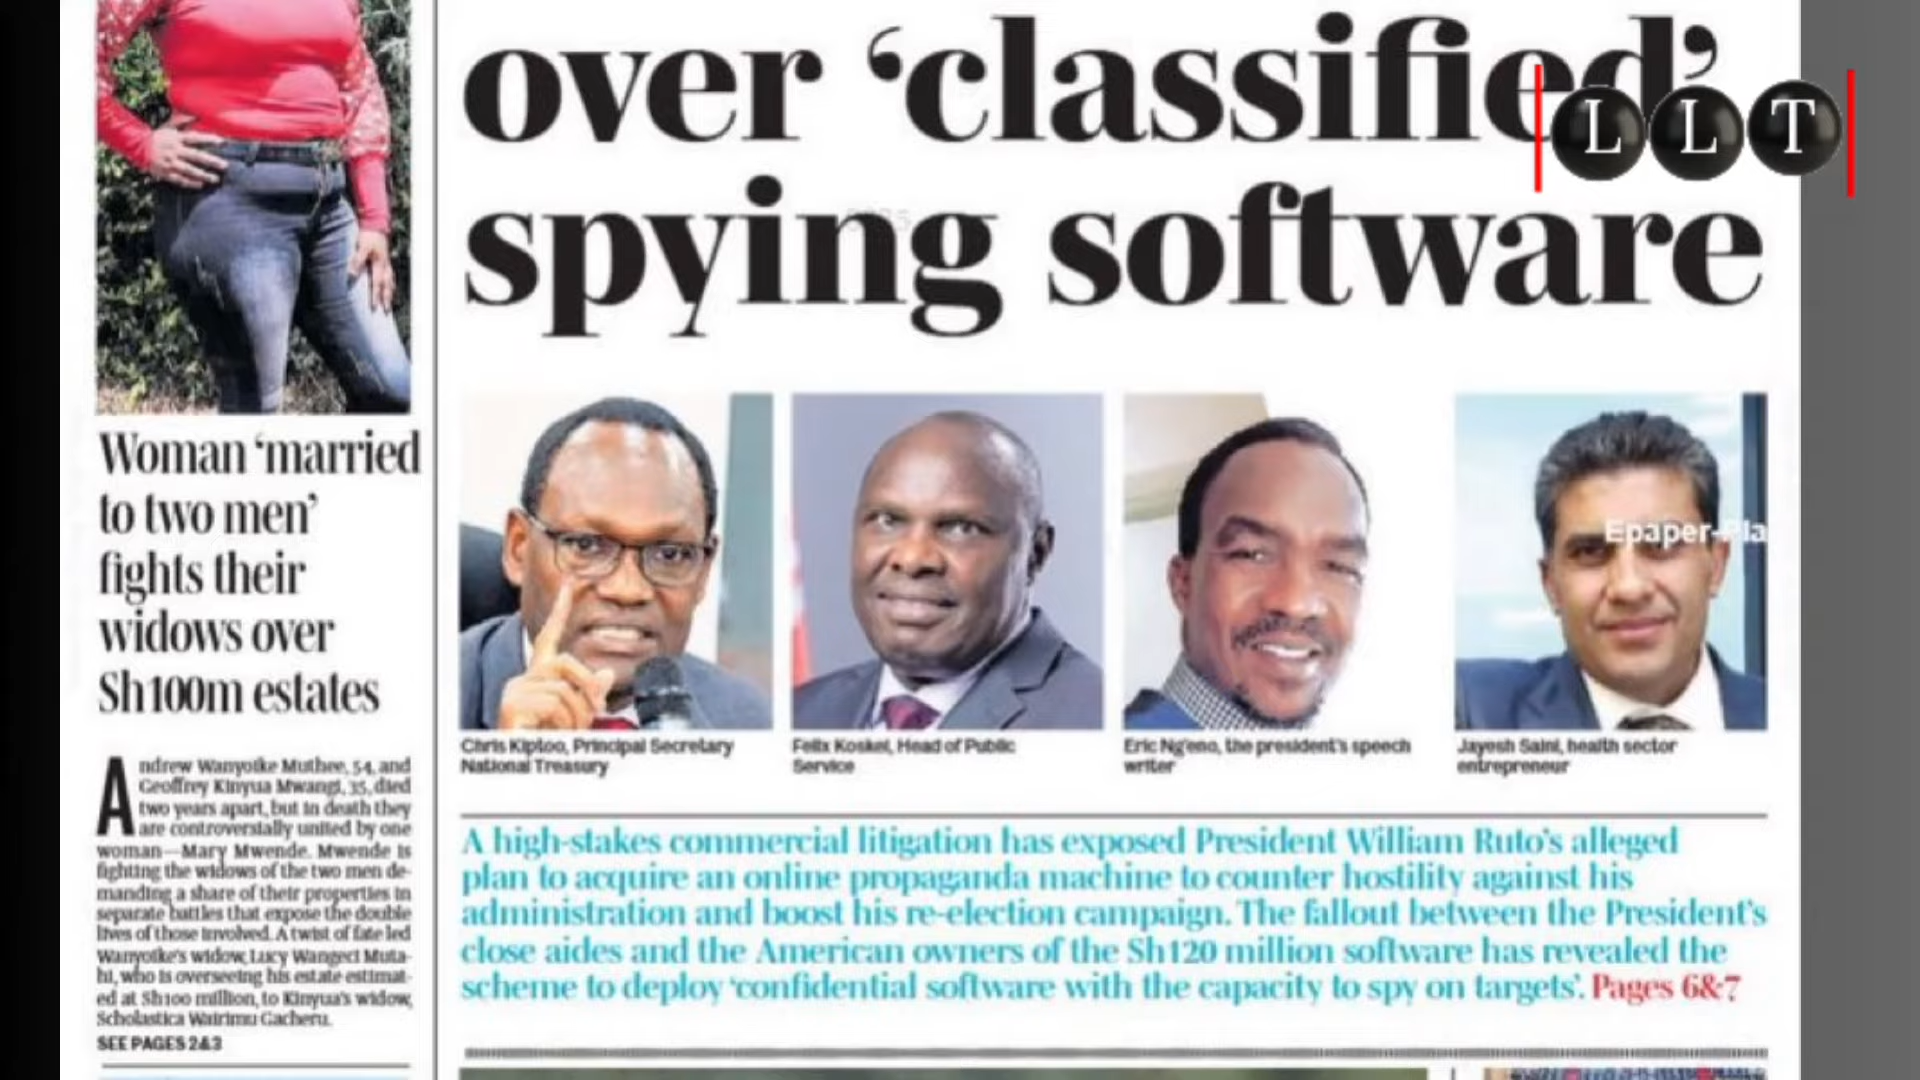 over ‘classified’
spying software
L L T
Epaper-Pla
Chris Kiptoo, Principal Secretary
National Treasury
Felix Koskei, Head of Public
Service
Eric Ng'eno, the president's speech
writer
Jayesh Saini, health sector
entrepreneur
A high-stakes commercial litigation has exposed President William Ruto's alleged
plan to acquire an online propaganda machine to counter hostility against his
administration and boost his re-election campaign. The fallout between the President's
close aides and the American owners of the Sh120 million software has revealed the
scheme to deploy ‘confidential software with the capacity to spy on targets’. Pages 6&7
Woman ‘married
to two men’
fights their
widows over
Sh100m estates
Andrew Wanyoike Muthee, 54, and
Geoffrey Kinyua Mwangi, 35, died
two years apart, but in death they
are controversially united by one
woman—Mary Mwende. Mwende is
fighting the widows of the two men de-
manding a share of their properties in
separate battles that expose the double
lives of those involved. A twist of fate led
Wanyoike's widow, Lucy Wangeci Muta-
hi, who is overseeing his estate estimat-
ed at Sh100 million, to Kinyua's widow,
Scholastica Wairimu Gacheru.
SEE PAGES 2&3